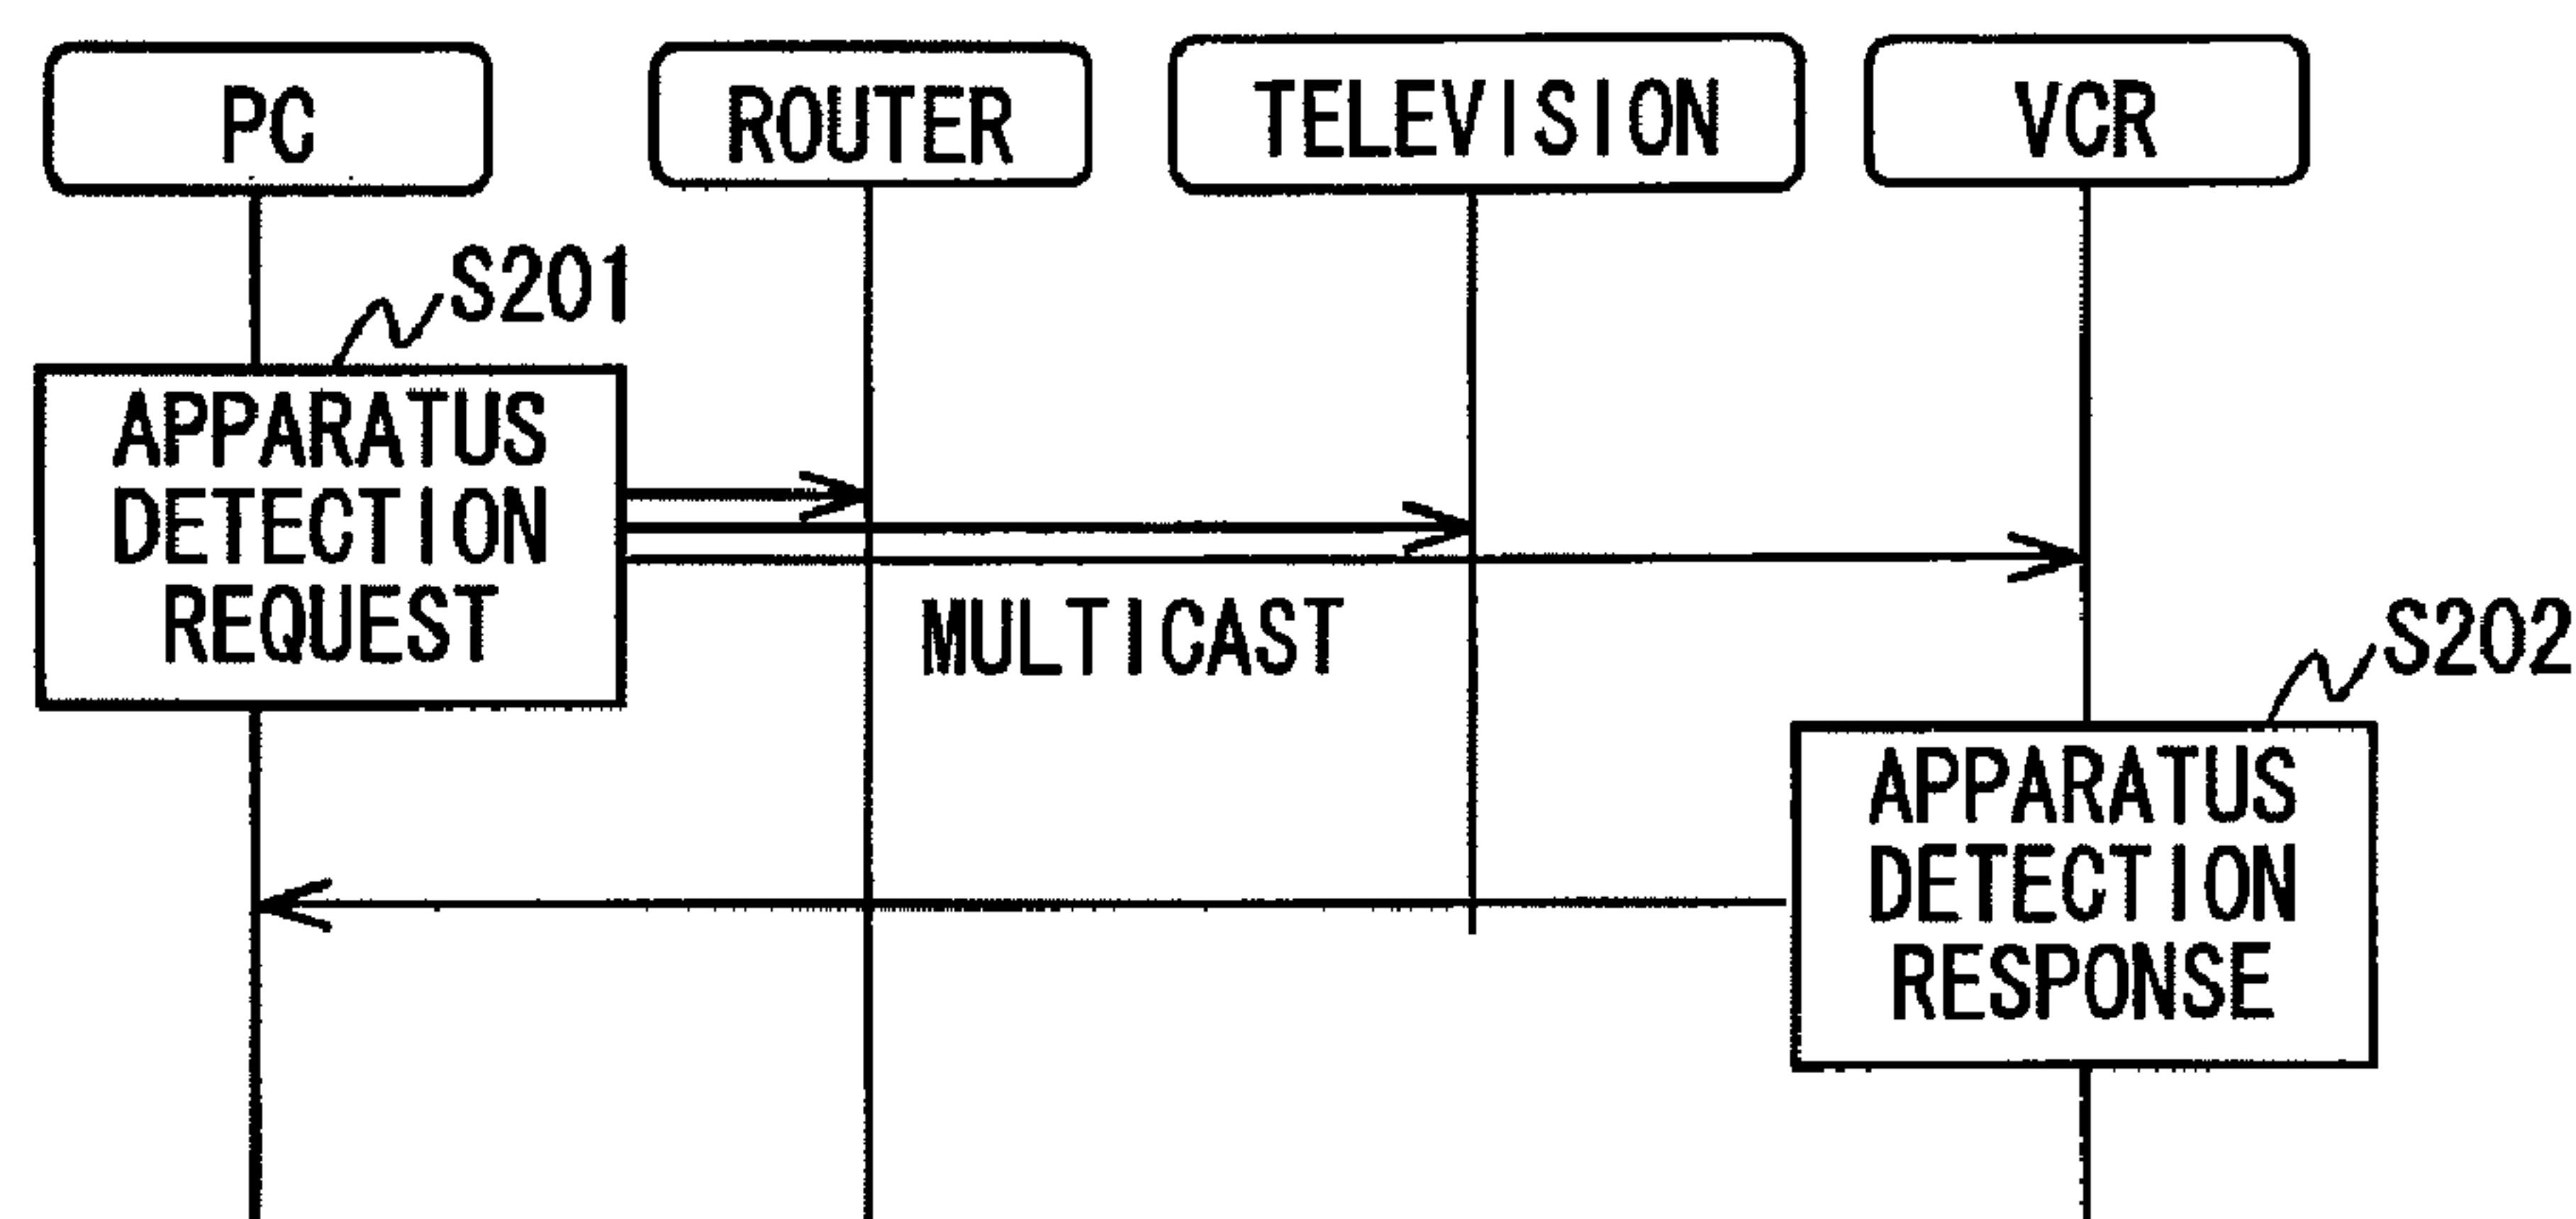 PC
ROUTER
TELEVISION
VCR
S201
APPARATUS
DETECTION
REQUEST
MULTICAST
S202
APPARATUS
DETECTION
RESPONSE